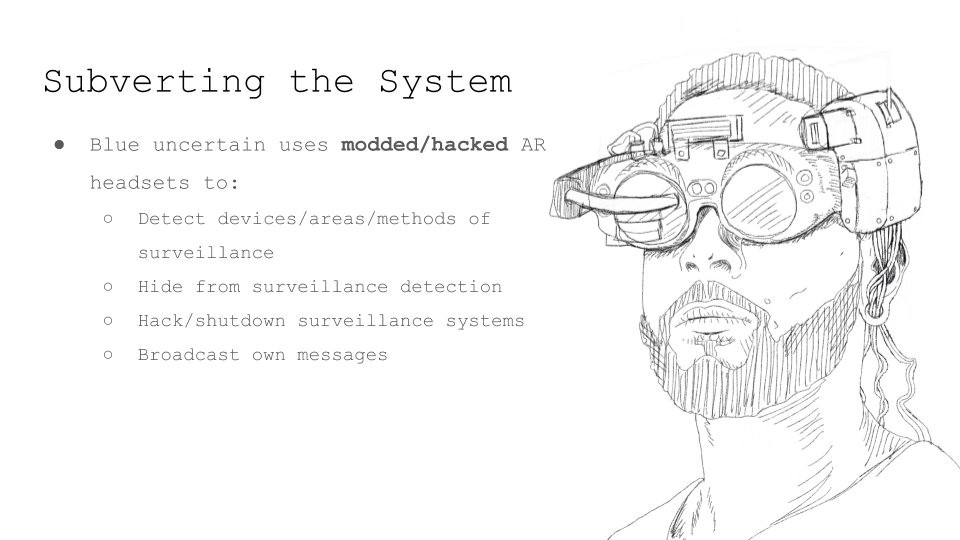 Subverting the System
● Blue uncertain uses modded/hacked AR
headsets to:
○ Detect devices/areas/methods of
surveillance
○ Hide from surveillance detection
○ Hack/shutdown surveillance systems
○ Broadcast own messages